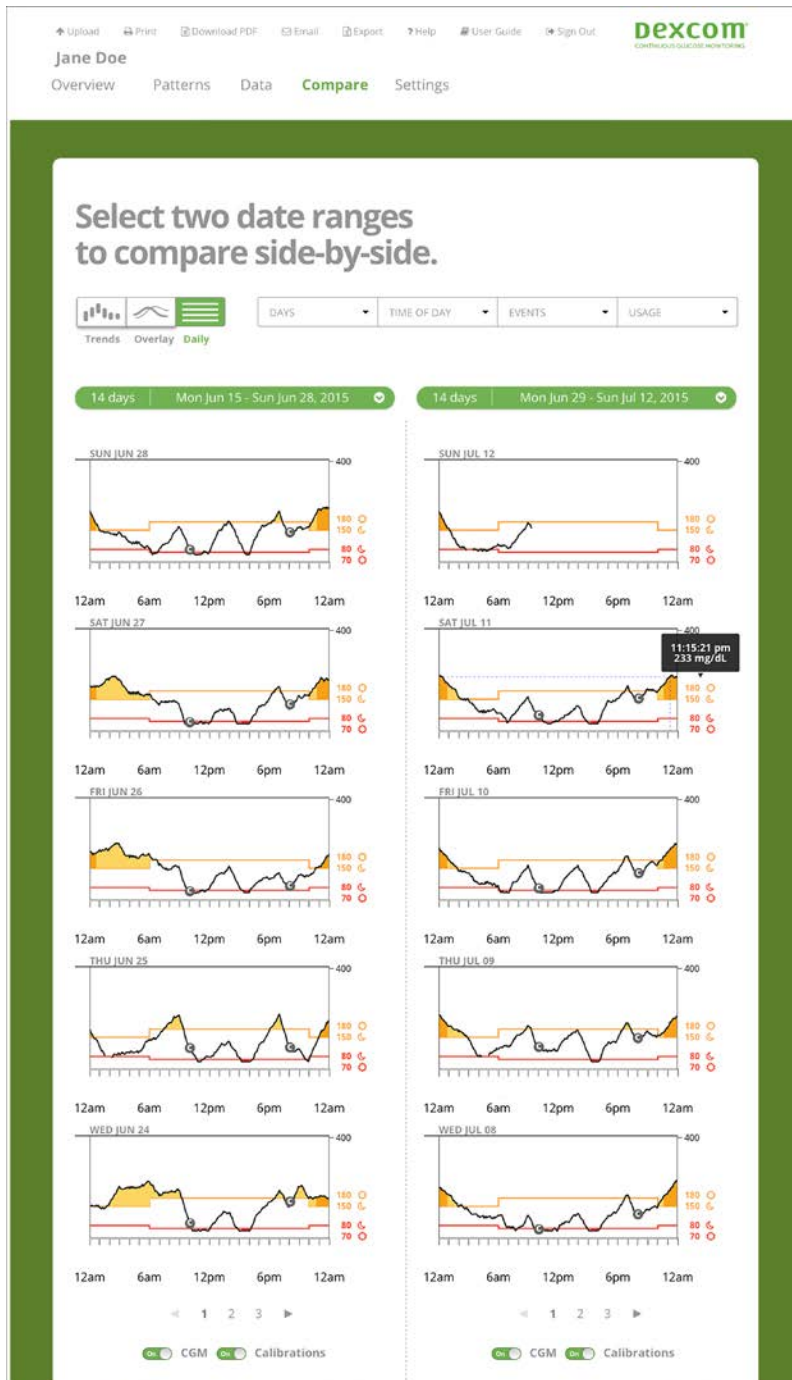 Upload Print Download PDF Email Export ? Help User Guide Sign Out
Dexcom
CONTINUOUS GLUCOSE MONITORING
Jane Doe
Overview Patterns Data Compare Settings
Select two date ranges
to compare side-by-side.
DAYS TIME OF DAY EVENTS USAGE
Trends Overlay Daily
14 days Mon Jun 15 - Sun Jun 28, 2015
14 days Mon Jun 29 - Sun Jul 12, 2015
SUN JUN 28
400
180
150
80
70
12am 6am 12pm 6pm 12am
SUN JUL 12
400
180
150
80
70
12am 6am 12pm 6pm 12am
SAT JUN 27
400
180
150
80
70
12am 6am 12pm 6pm 12am
SAT JUL 11
400
11:15:21 pm
233 mg/dL
180
150
80
70
12am 6am 12pm 6pm 12am
FRI JUN 26
400
180
150
80
70
12am 6am 12pm 6pm 12am
FRI JUL 10
400
180
150
80
70
12am 6am 12pm 6pm 12am
THU JUN 25
400
180
150
80
70
12am 6am 12pm 6pm 12am
THU JUL 09
400
180
150
80
70
12am 6am 12pm 6pm 12am
WED JUN 24
400
180
150
80
70
12am 6am 12pm 6pm 12am
WED JUL 08
400
180
150
80
70
12am 6am 12pm 6pm 12am
1 2 3
1 2 3
On CGM On Calibrations
On CGM On Calibrations